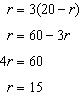 r = 3(20 − r)
r = 60 − 3r
4r = 60
r = 15